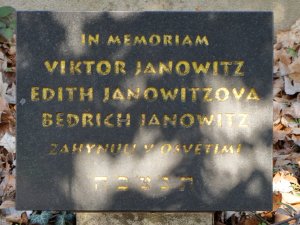 IN MEMORIAM
VIKTOR JANOWITZ
EDITH JANOWITZOVA
BEDRICH JANOWITZ
ZAHYNULI V OSVETIMI
ת נ צ ב ה